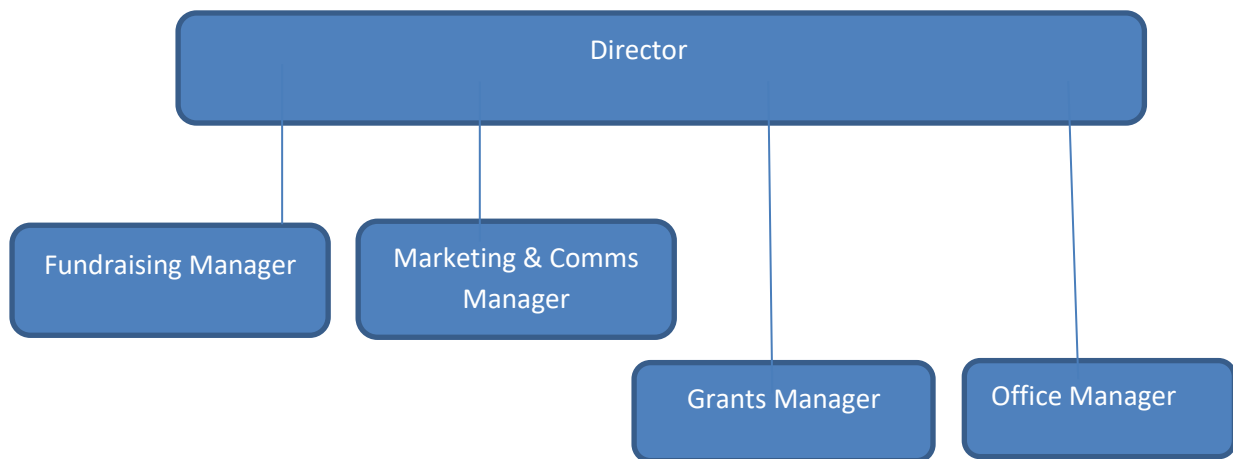 Director
Fundraising Manager
Marketing & Comms
Manager
Grants Manager
Office Manager